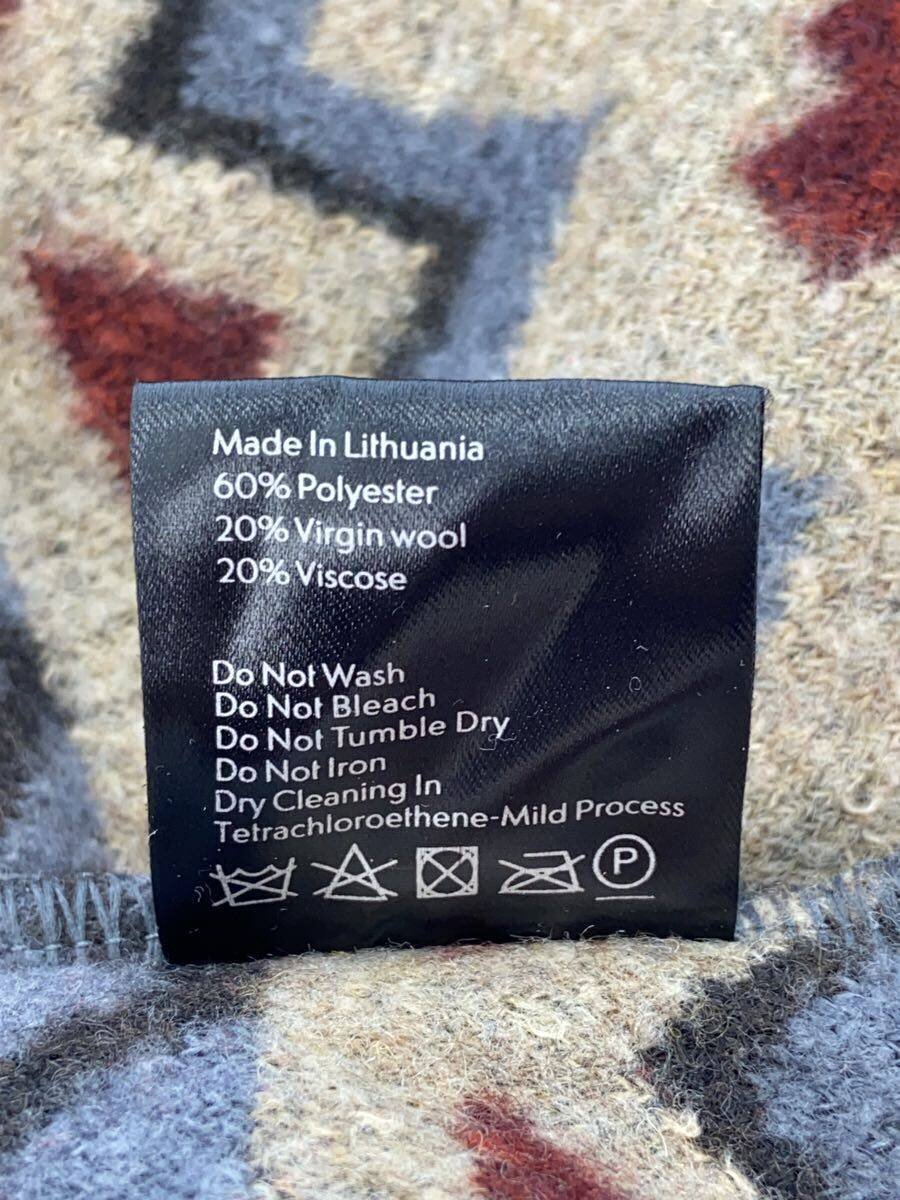 Made In Lithuania
60% Polyester
20% Virgin wool
20% Viscose
Do Not Wash
Do Not Bleach
Do Not Tumble Dry
Do Not Iron
Dry Cleaning In
Tetrachloroethene-Mild Process
P